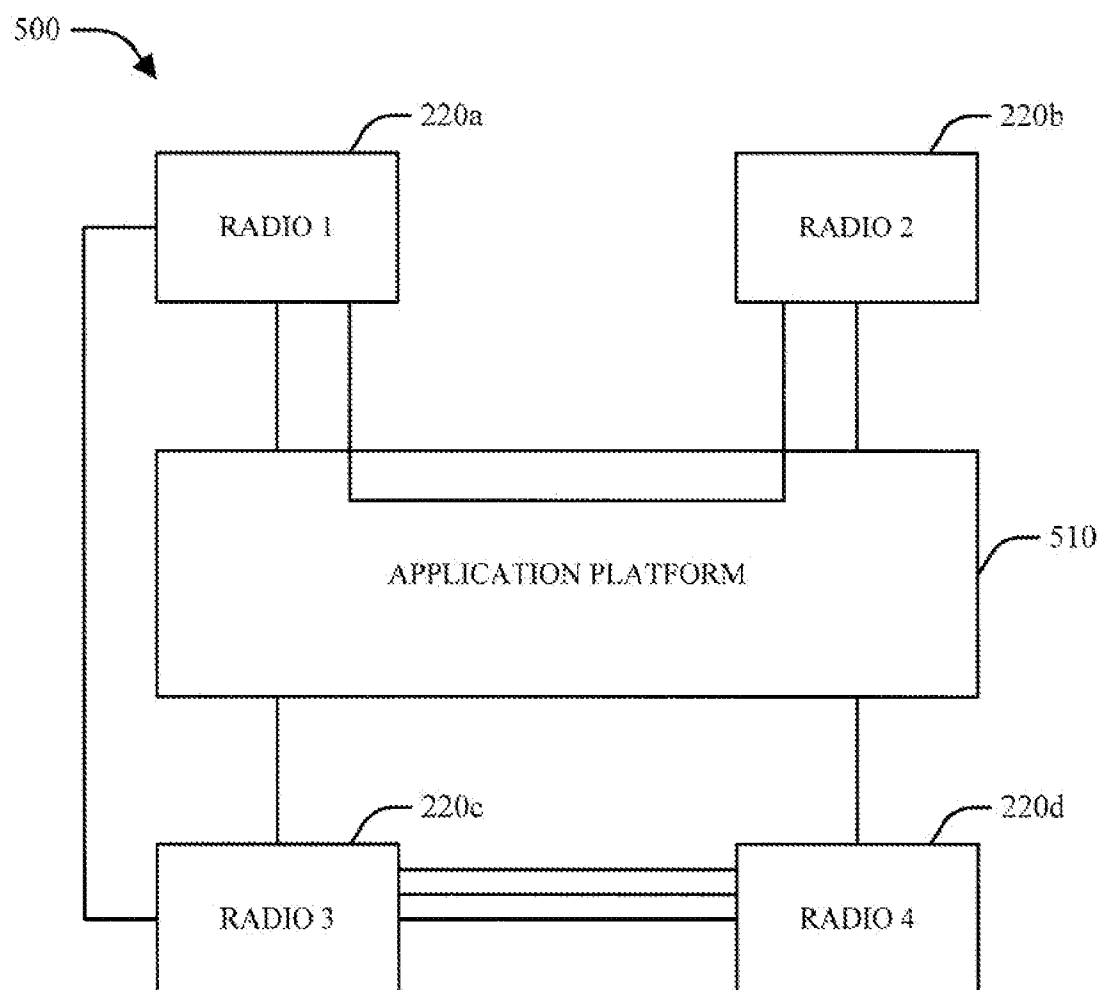 500
220a
220b
RADIO 1
RADIO 2
510
APPLICATION PLATFORM
220c
220d
RADIO 3
RADIO 4